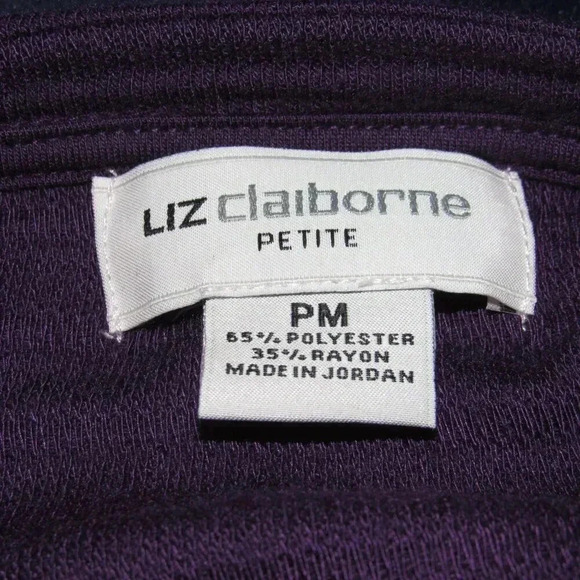 LIZ claiborne
PETITE
PM
65% POLYESTER
35% RAYON
MADE IN JORDAN